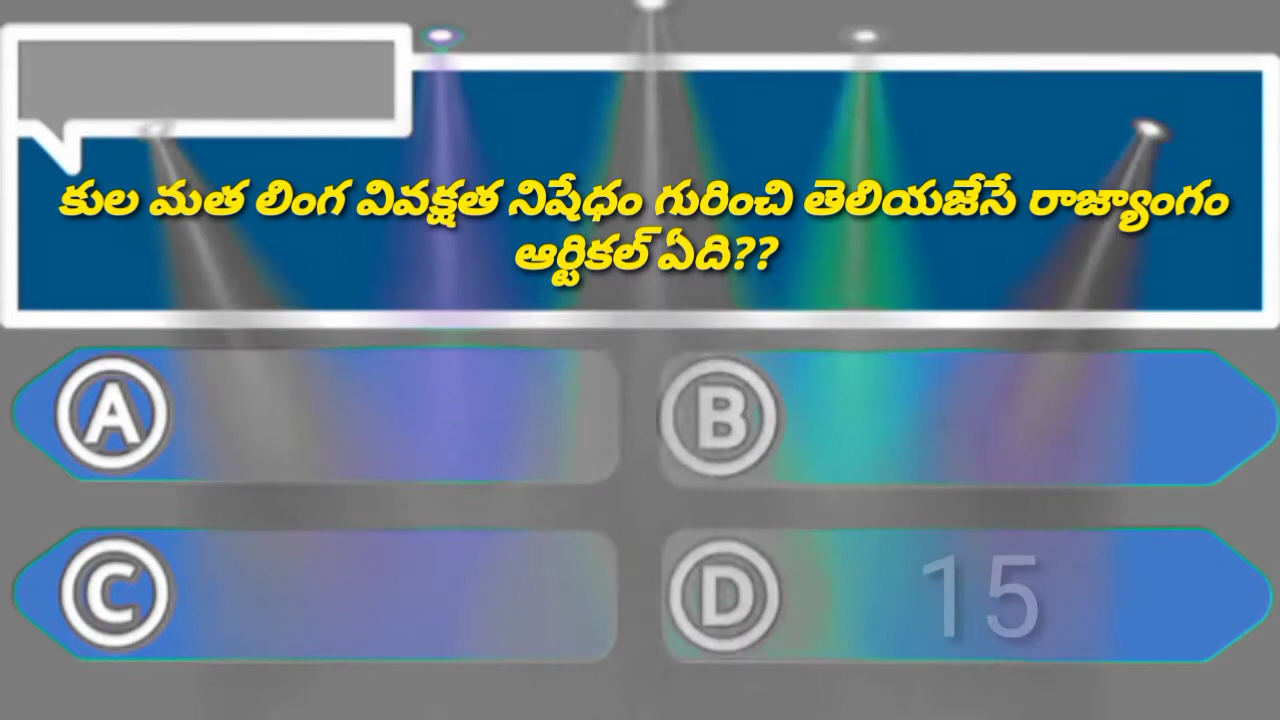 కుల మత లింగ వివక్షత నిషేధం గురించి తెలియజేసే రాజ్యాంగం
ఆర్టికల్ ఏది??
A
B
C
D 15